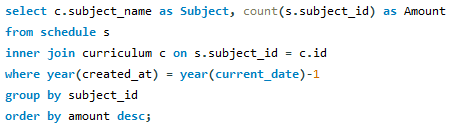 select c.subject_name as Subject, count(s.subject_id) as Amount
from schedule s
inner join curriculum c on s.subject_id = c.id
where year(created_at) = year(current_date)-1
group by subject_id
order by amount desc;